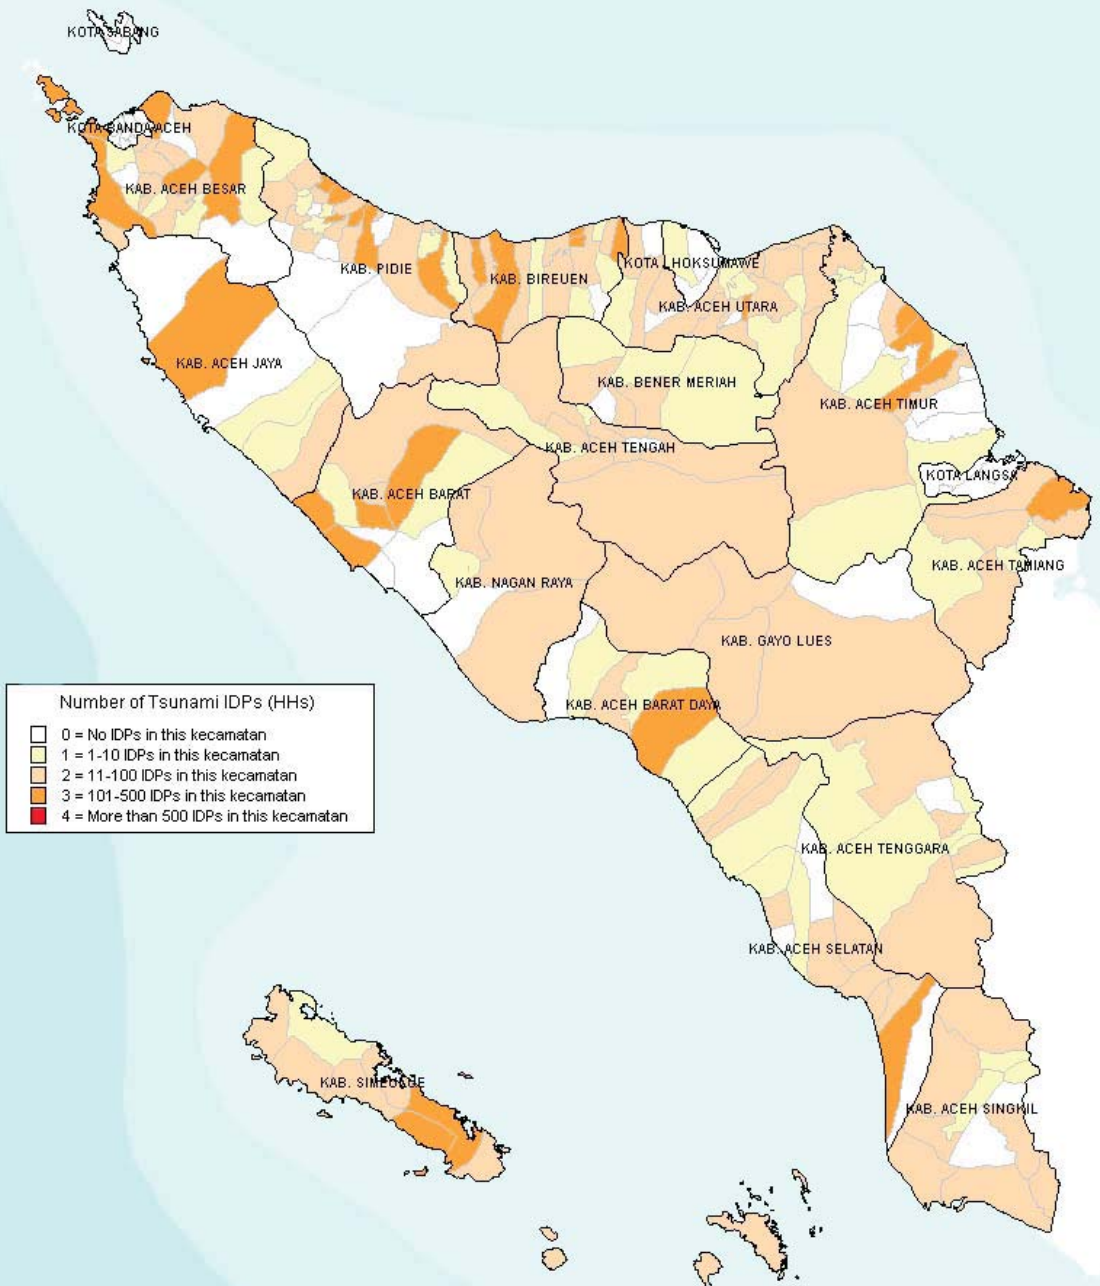 KOTA SABANG
KOTA BANDA ACEH
KAB. ACEH BESAR
KAB. PIDIE
KAB. BIREUEN
KOTA LHOKSUMAWE
KAB. ACEH UTARA
KAB. ACEH JAYA
KAB. BENER MERIAH
KAB. ACEH TIMUR
KAB. ACEH TENGAH
KOTA LANGSA
KAB. ACEH BARAT
KAB. ACEH TAMIANG
KAB. NAGAN RAYA
KAB. GAYO LUES
KAB. ACEH BARAT DAYA
Number of Tsunami IDPs (HHs)
0 = No IDPs in this kecamatan
1 = 1-10 IDPs in this kecamatan
2 = 11-100 IDPs in this kecamatan
3 = 101-500 IDPs in this kecamatan
4 = More than 500 IDPs in this kecamatan
KAB. ACEH TENGGARA
KAB. ACEH SELATAN
KAB. SIMEULUE
KAB. ACEH SINGKIL